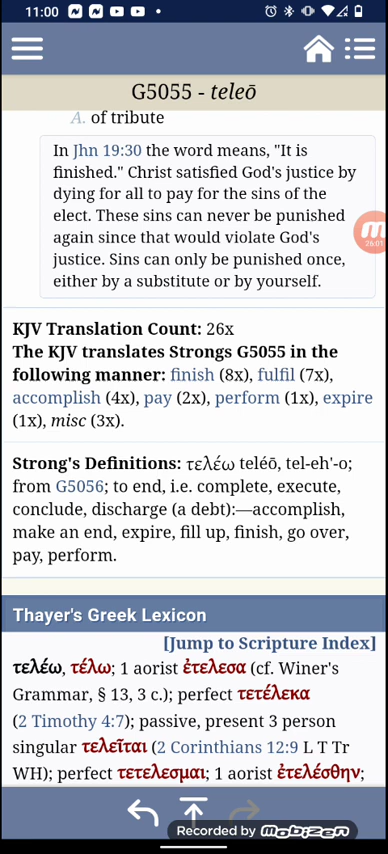 11:00
G5055 - teleō
A. of tribute
In Jhn 19:30 the word means, "It is
finished." Christ satisfied God's justice by
dying for all to pay for the sins of the
elect. These sins can never be punished
again since that would violate God's
justice. Sins can only be punished once,
either by a substitute or by yourself.
26:01
KJV Translation Count: 26x
The KJV translates Strongs G5055 in the
following manner: finish (8x), fulfil (7x),
accomplish (4x), pay (2x), perform (1x), expire
(1x), misc (3x).
Strong's Definitions: τελέω teléō, tel-eh'-o;
from G5056; to end, i.e. complete, execute,
conclude, discharge (a debt):—accomplish,
make an end, expire, fill up, finish, go over,
pay, perform.
Thayer's Greek Lexicon
[Jump to Scripture Index]
τελέω, τέλω; 1 aorist ἐτελεσα (cf. Winer's
Grammar, § 13, 3 c.); perfect τετέλεκα
(2 Timothy 4:7); passive, present 3 person
singular τελεῖται (2 Corinthians 12:9 L T Tr
WH); perfect τετελεσμαι; 1 aorist ἐτελέσθην;
Recorded by mobizen